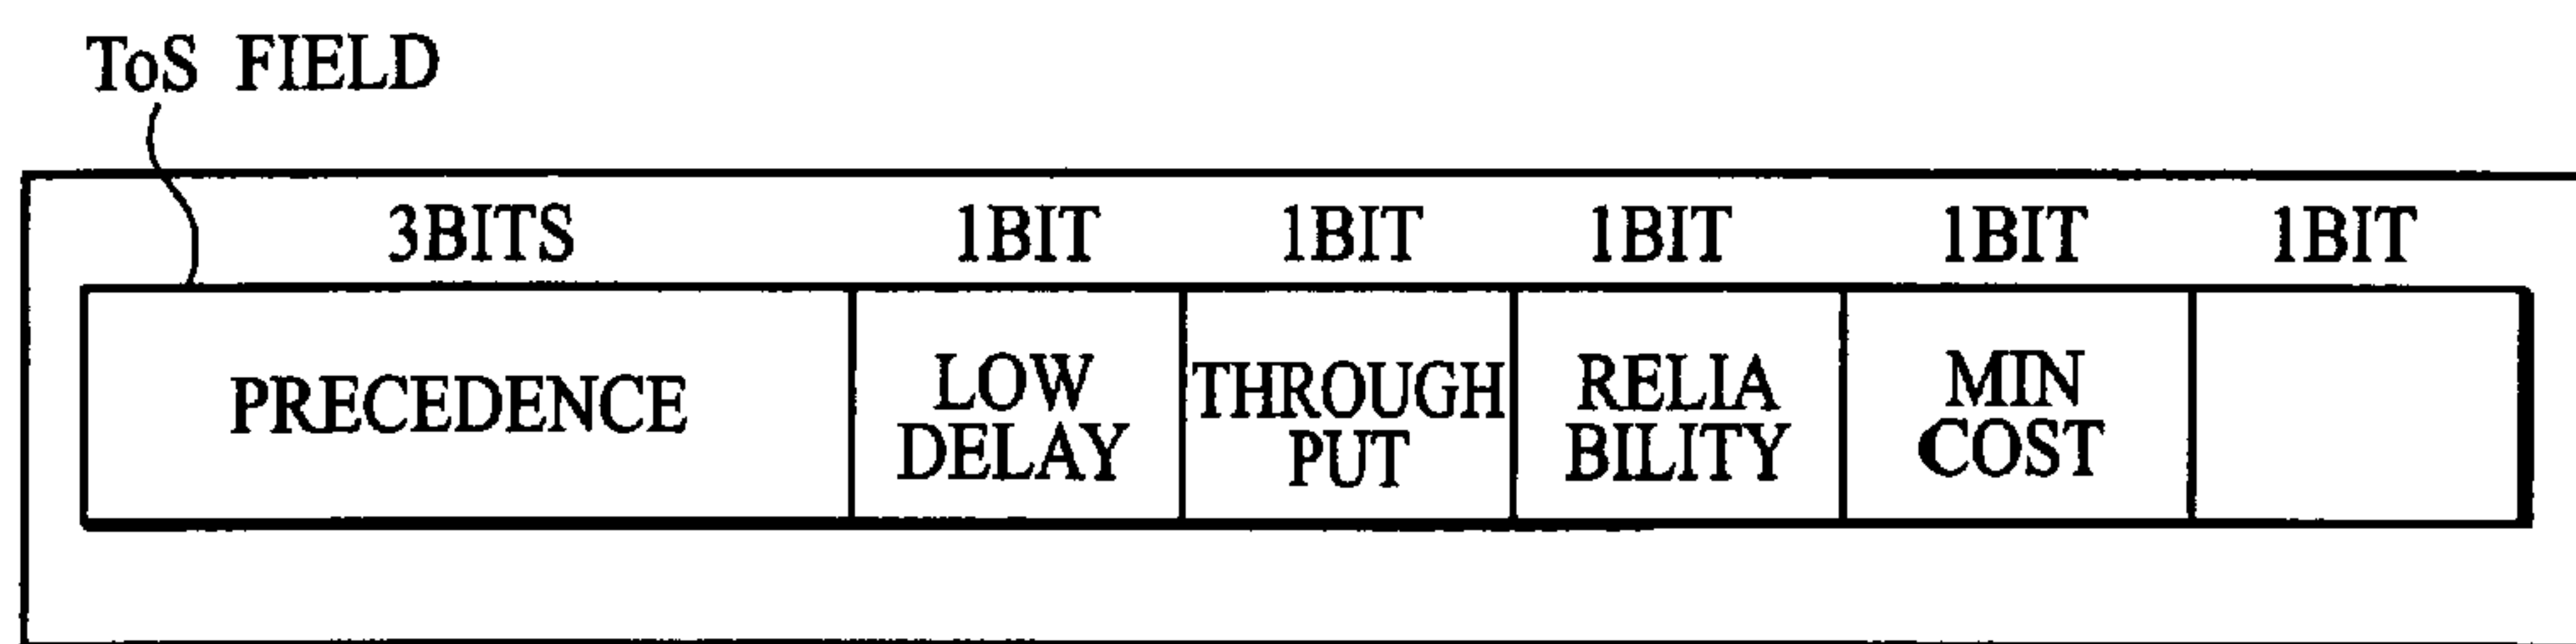 ToS FIELD
3BITS 1BIT 1BIT 1BIT 1BIT 1BIT
PRECEDENCE
LOW
DELAY
THROUGH
PUT
RELIA
BILITY
MIN
COST